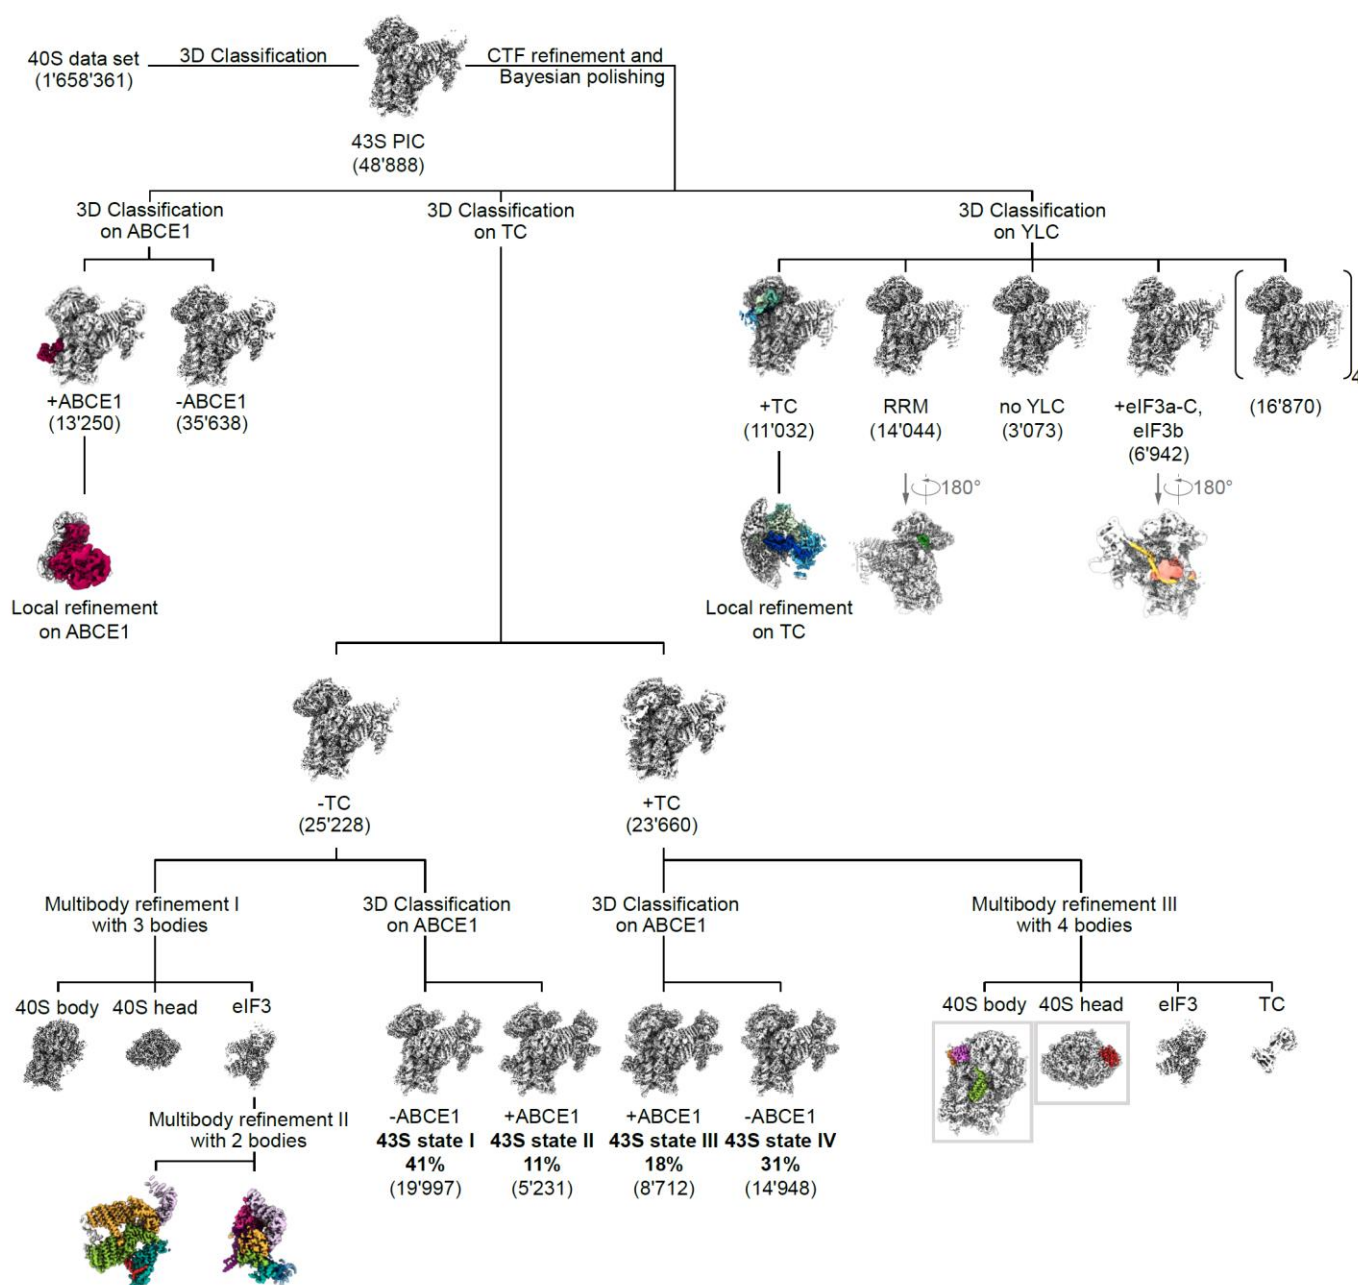 40S data set
(1'658'361)
3D Classification
CTF refinement and
Bayesian polishing
43S PIC
(48'888)
3D Classification
on ABCE1
3D Classification
on TC
3D Classification
on YLC
+ABCE1
(13'250)
-ABCE1
(35'638)
+TC
(11'032)
RRM
(14'044)
no YLC
(3'073)
+eIF3a-C,
eIF3b
(6'942)
(16'870)
4
180°
180°
Local refinement
on ABCE1
Local refinement
on TC
-TC
(25'228)
+TC
(23'660)
Multibody refinement I
with 3 bodies
3D Classification
on ABCE1
3D Classification
on ABCE1
Multibody refinement III
with 4 bodies
40S body
40S head
eIF3
40S body
40S head
eIF3
TC
Multibody refinement II
with 2 bodies
-ABCE1
43S state I
41%
(19'997)
+ABCE1
43S state II
11%
(5'231)
+ABCE1
43S state III
18%
(8'712)
-ABCE1
43S state IV
31%
(14'948)